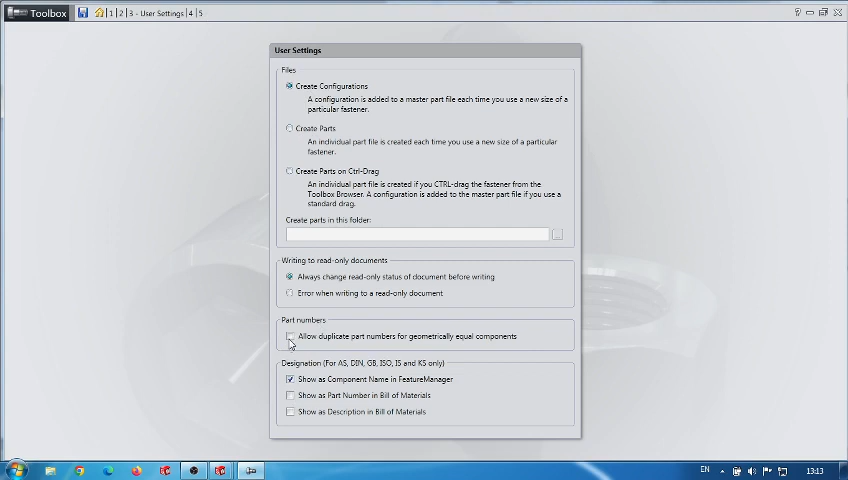 Toolbox 1 2 3 - User Settings 4 5 ?
User Settings
Files
Create Configurations
A configuration is added to a master part file each time you use a new size of a
particular fastener.
Create Parts
An individual part file is created each time you use a new size of a particular
fastener.
Create Parts on Ctrl-Drag
An individual part file is created if you CTRL-drag the fastener from the
Toolbox Browser. A configuration is added to the master part file if you use a
standard drag.
Create parts in this folder:
...
Writing to read-only documents
Always change read-only status of document before writing
Error when writing to a read-only document
Part numbers
Allow duplicate part numbers for geometrically equal components
Designation (For AS, DIN, GB, ISO, IS and KS only)
Show as Component Name in FeatureManager
Show as Part Number in Bill of Materials
Show as Description in Bill of Materials
EN 13:13